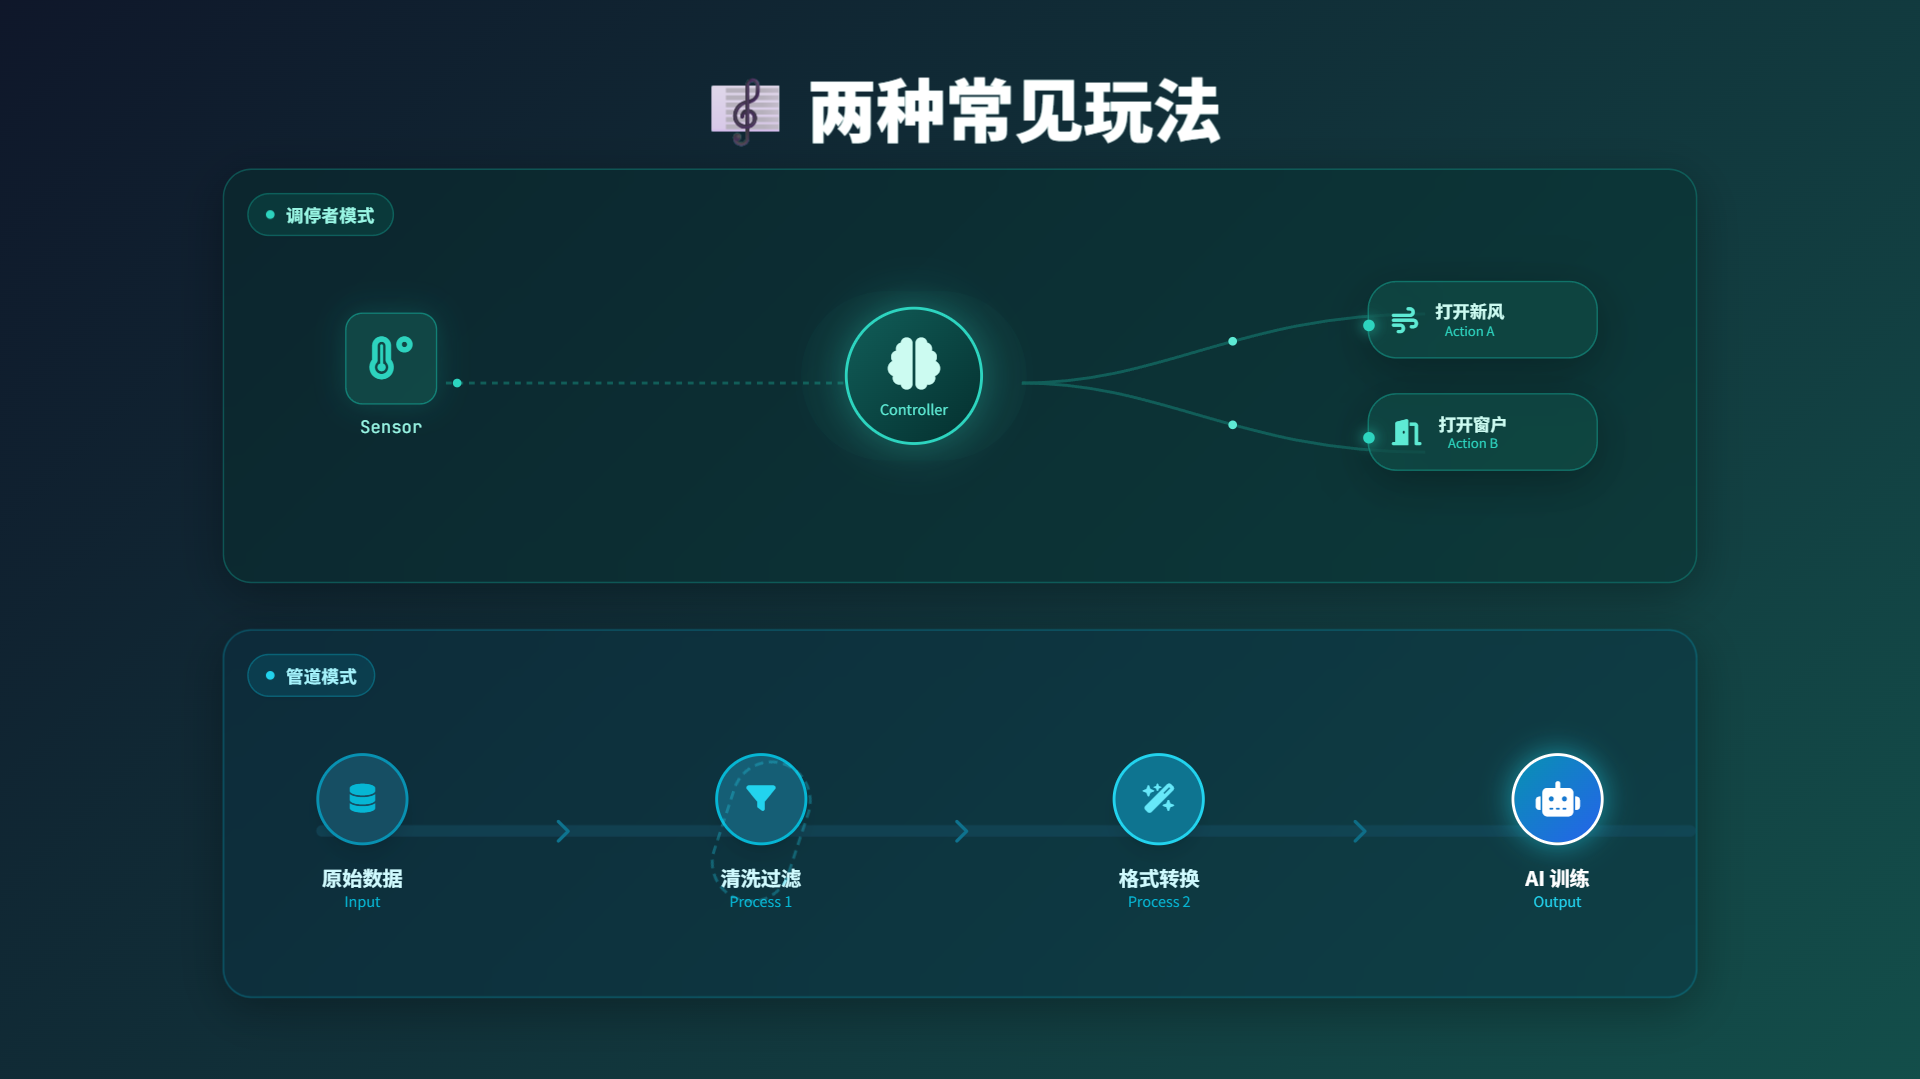 两种常见玩法
调停者模式
Sensor
Controller
打开新风
Action A
打开窗户
Action B
管道模式
原始数据
Input
清洗过滤
Process 1
格式转换
Process 2
AI 训练
Output